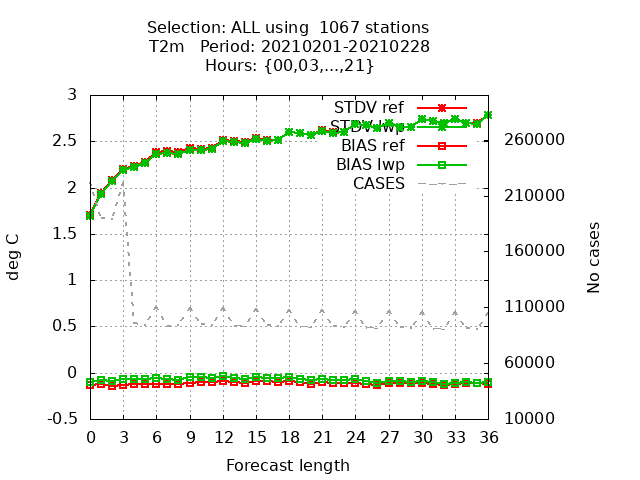 Selection: ALL using  1067 stations
T2m   Period: 20210201-20210228
Hours: {00,03,...,21}
STDV ref
STDV lwp
BIAS ref
BIAS lwp
CASES
3
2.5
2
1.5
1
0.5
0
-0.5
deg C
260000
210000
160000
110000
60000
10000
No cases
0 3 6 9 12 15 18 21 24 27 30 33 36
Forecast length